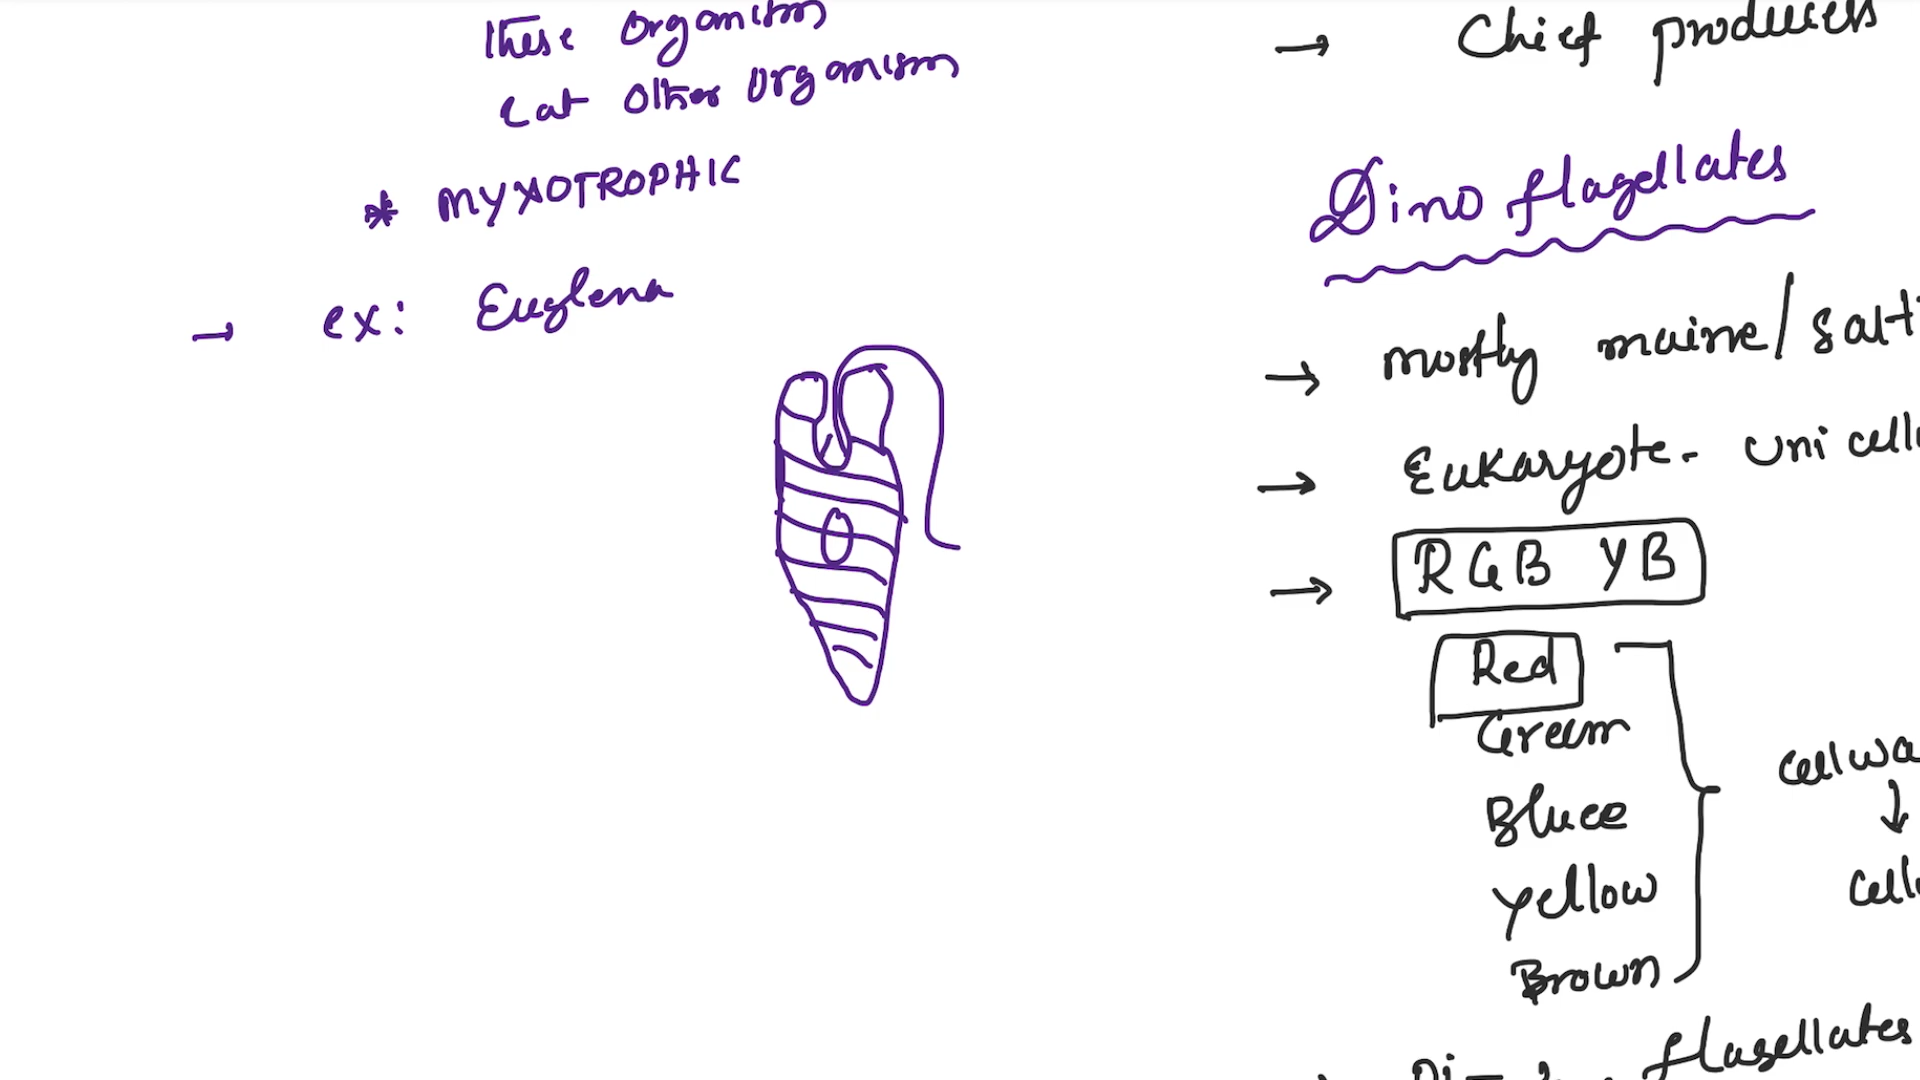 These Organism
eat Other Organism
* MYXOTROPHIC
→ ex: Euglena
→ Chief producers
Dino flagellates
→ mostly maine/salt
→ Eukaryote - Uni cellu
→ RGB YB
Red
Green
Bluee
yellow
Brown
cellwa
↓
cell
flagellates